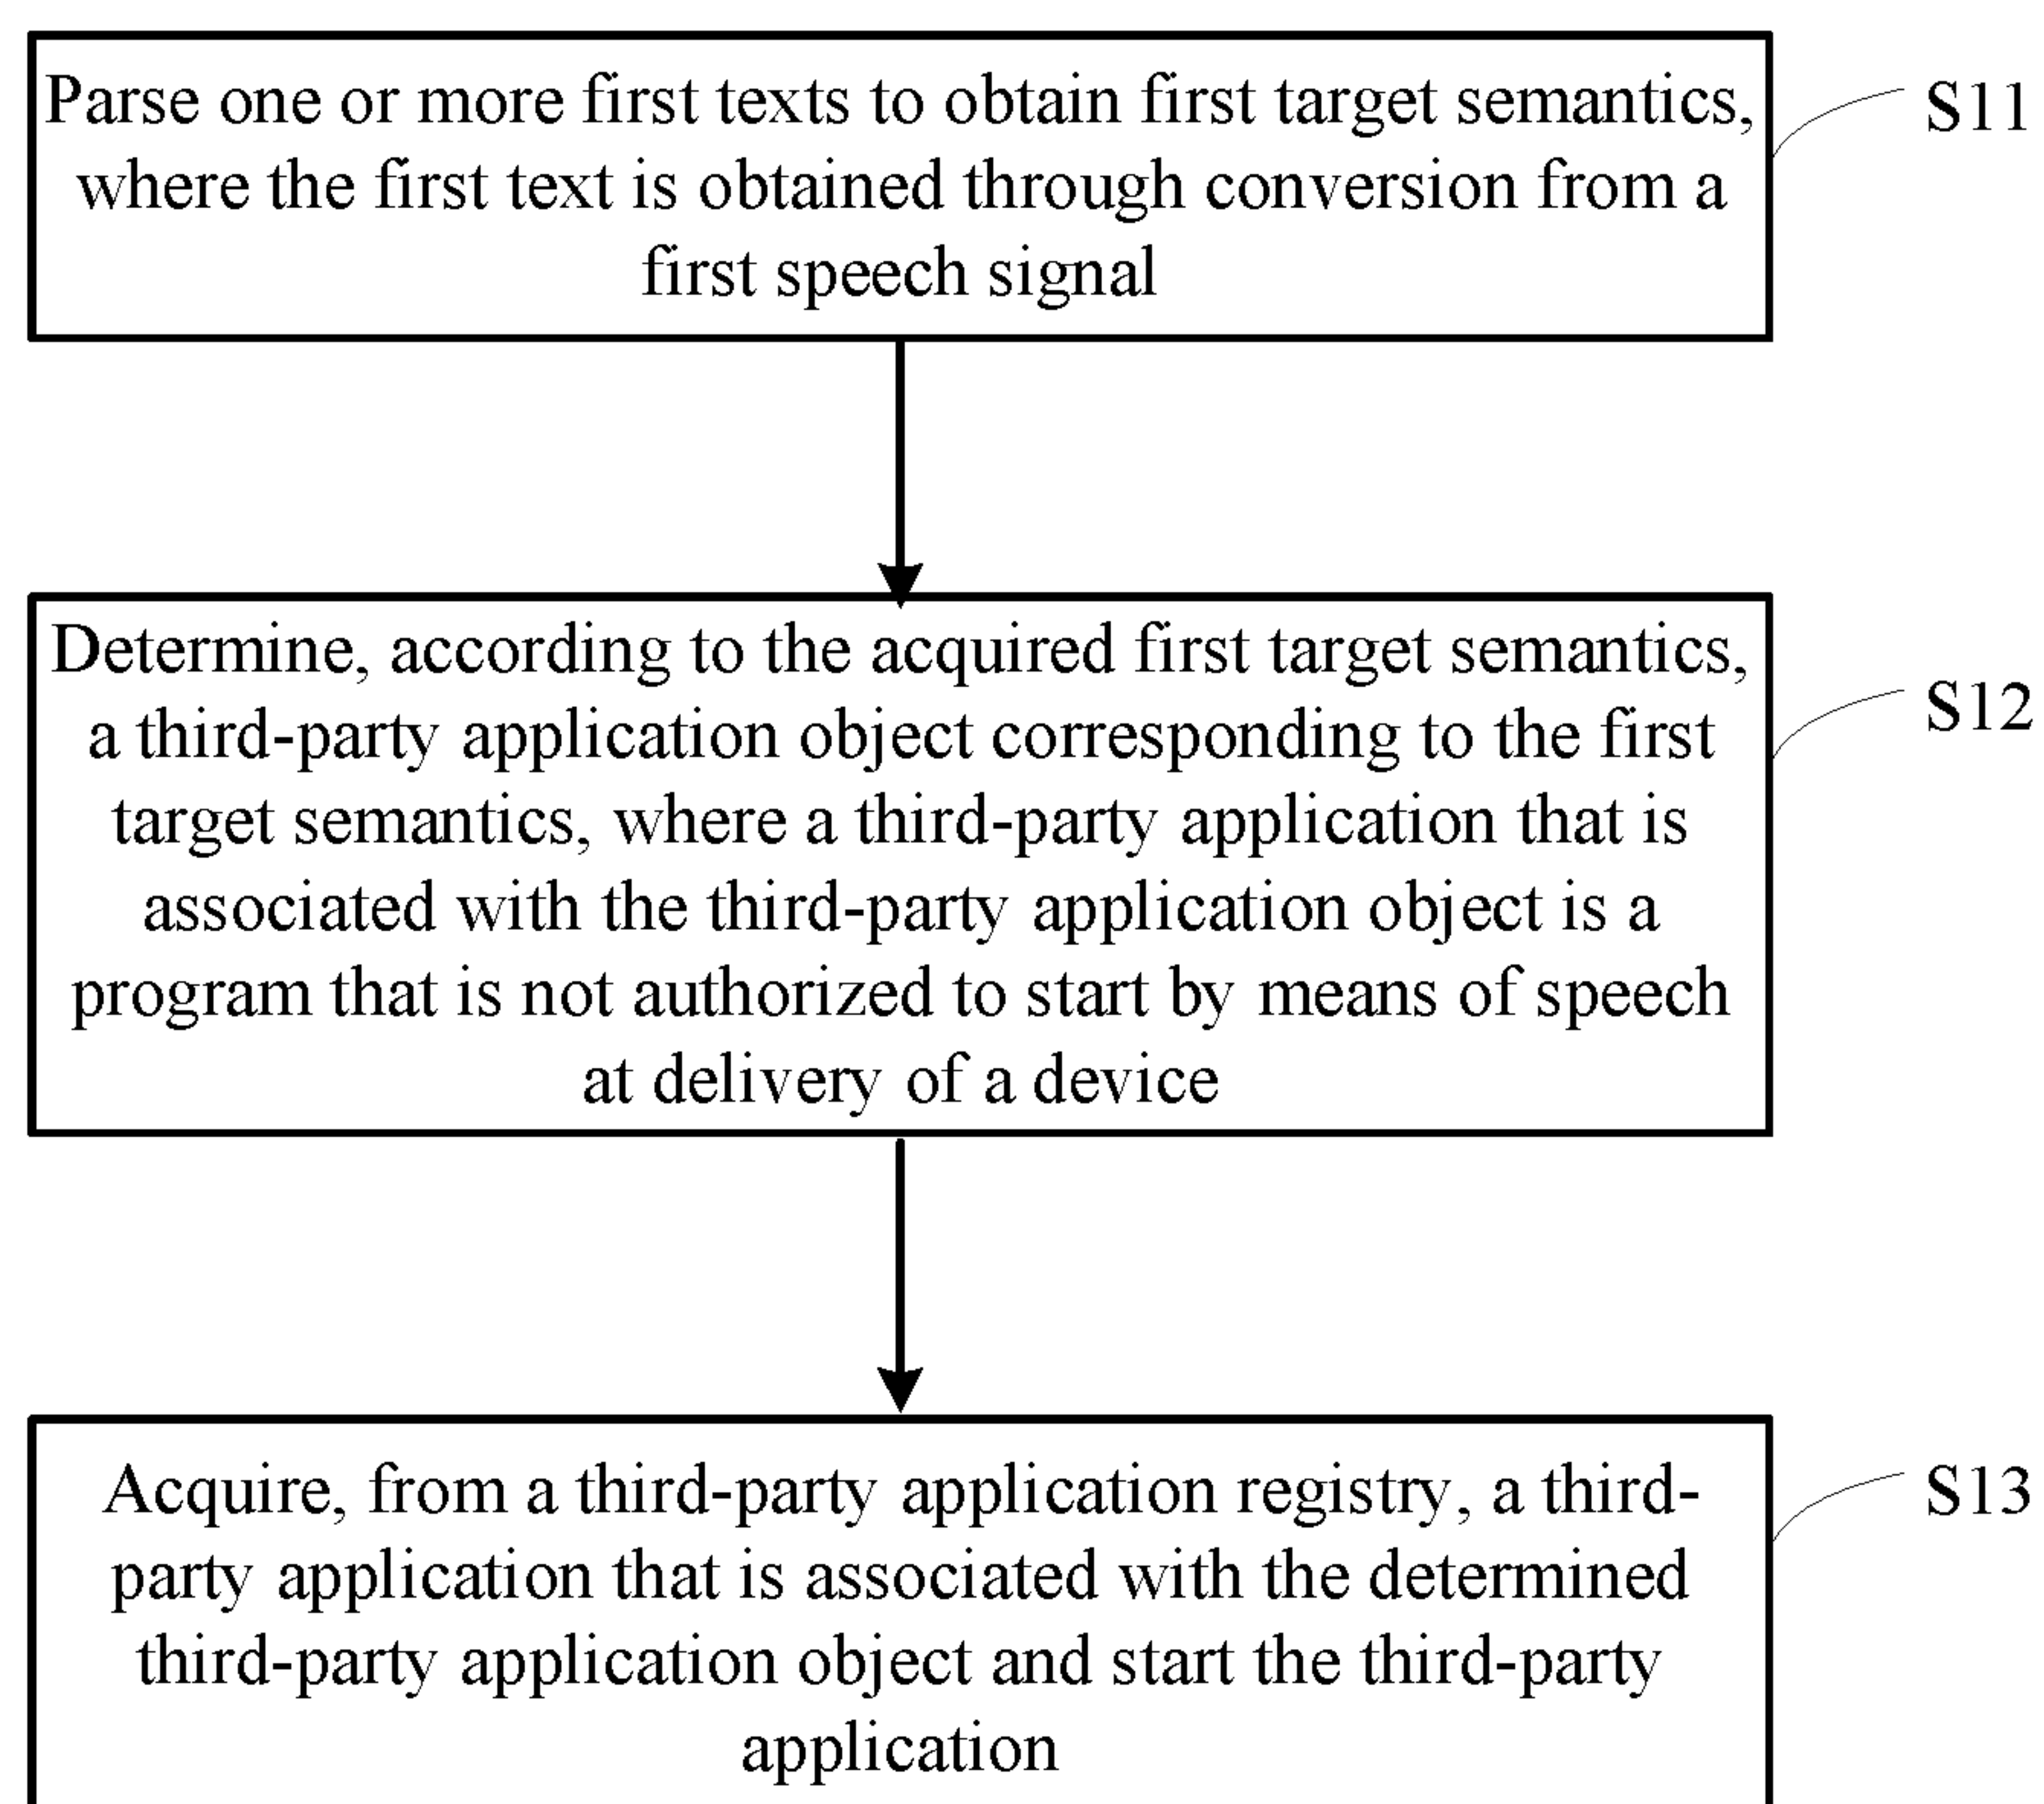 Parse one or more first texts to obtain first target semantics,
where the first text is obtained through conversion from a
first speech signal
S11
Determine, according to the acquired first target semantics,
a third-party application object corresponding to the first
target semantics, where a third-party application that is
associated with the third-party application object is a
program that is not authorized to start by means of speech
at delivery of a device
S12
Acquire, from a third-party application registry, a third-
party application that is associated with the determined
third-party application object and start the third-party
application
S13